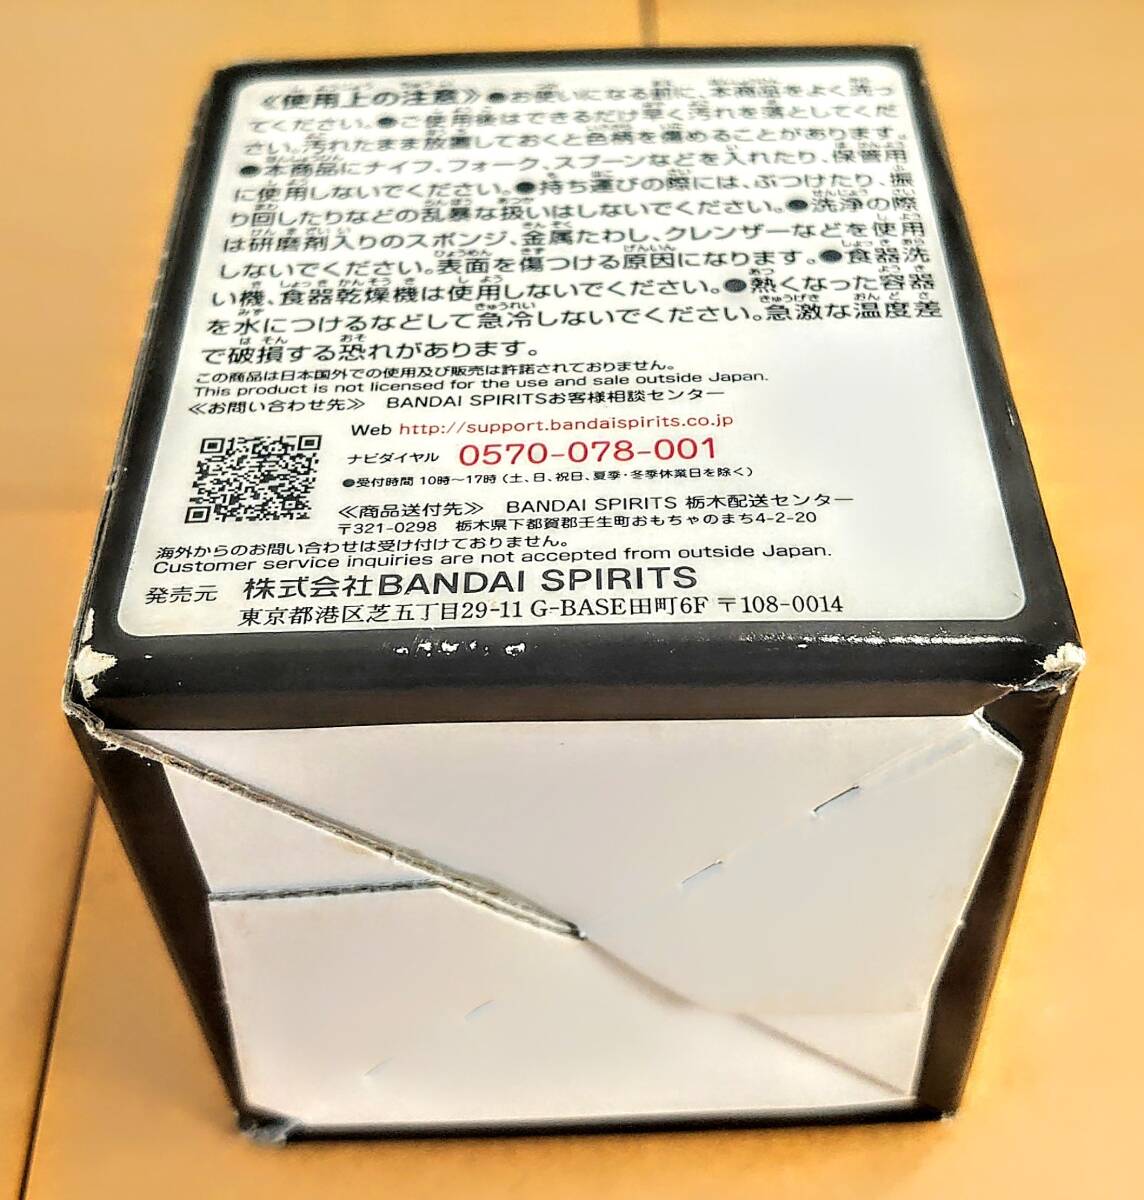 ≪使用上の注意≫ ●お使いになる前に、本商品をよく洗っ
てください。●ご使用後はできるだけ早く汚れを落としてくだ
さい。汚れたまま放置しておくと色柄を傷めることがあります。
●本商品にナイフ、フォーク、スプーンなどを入れたり、保管用
に使用しないでください。●持ち運びの際には、ぶつけたり、振
り回したりなどの乱暴な扱いはしないでください。●洗浄の際
は研磨剤入りのスポンジ、金属たわし、クレンザーなどを使用
しないでください。表面を傷つける原因になります。●食器洗
い機、食器乾燥機は使用しないでください。●熱くなった容器
を水につけるなどして急冷しないでください。急激な温度差
で破損する恐れがあります。
この商品は日本国外での使用及び販売は許諾されておりません。
This product is not licensed for the use and sale outside Japan.
≪お問い合わせ先≫ BANDAI SPIRITSお客様相談センター
Web http://support.bandaispirits.co.jp
ナビダイヤル 0570-078-001
●受付時間 10時〜17時（土、日、祝日、夏季・冬季休業日を除く）
≪商品送付先≫ BANDAI SPIRITS 栃木配送センター
〒321-0298 栃木県下都賀郡壬生町おもちゃのまち4-2-20
海外からのお問い合わせは受け付けておりません。
Customer service inquiries are not accepted from outside Japan.
発売元 株式会社BANDAI SPIRITS
東京都港区芝五丁目29-11 G-BASE田町6F 〒108-0014